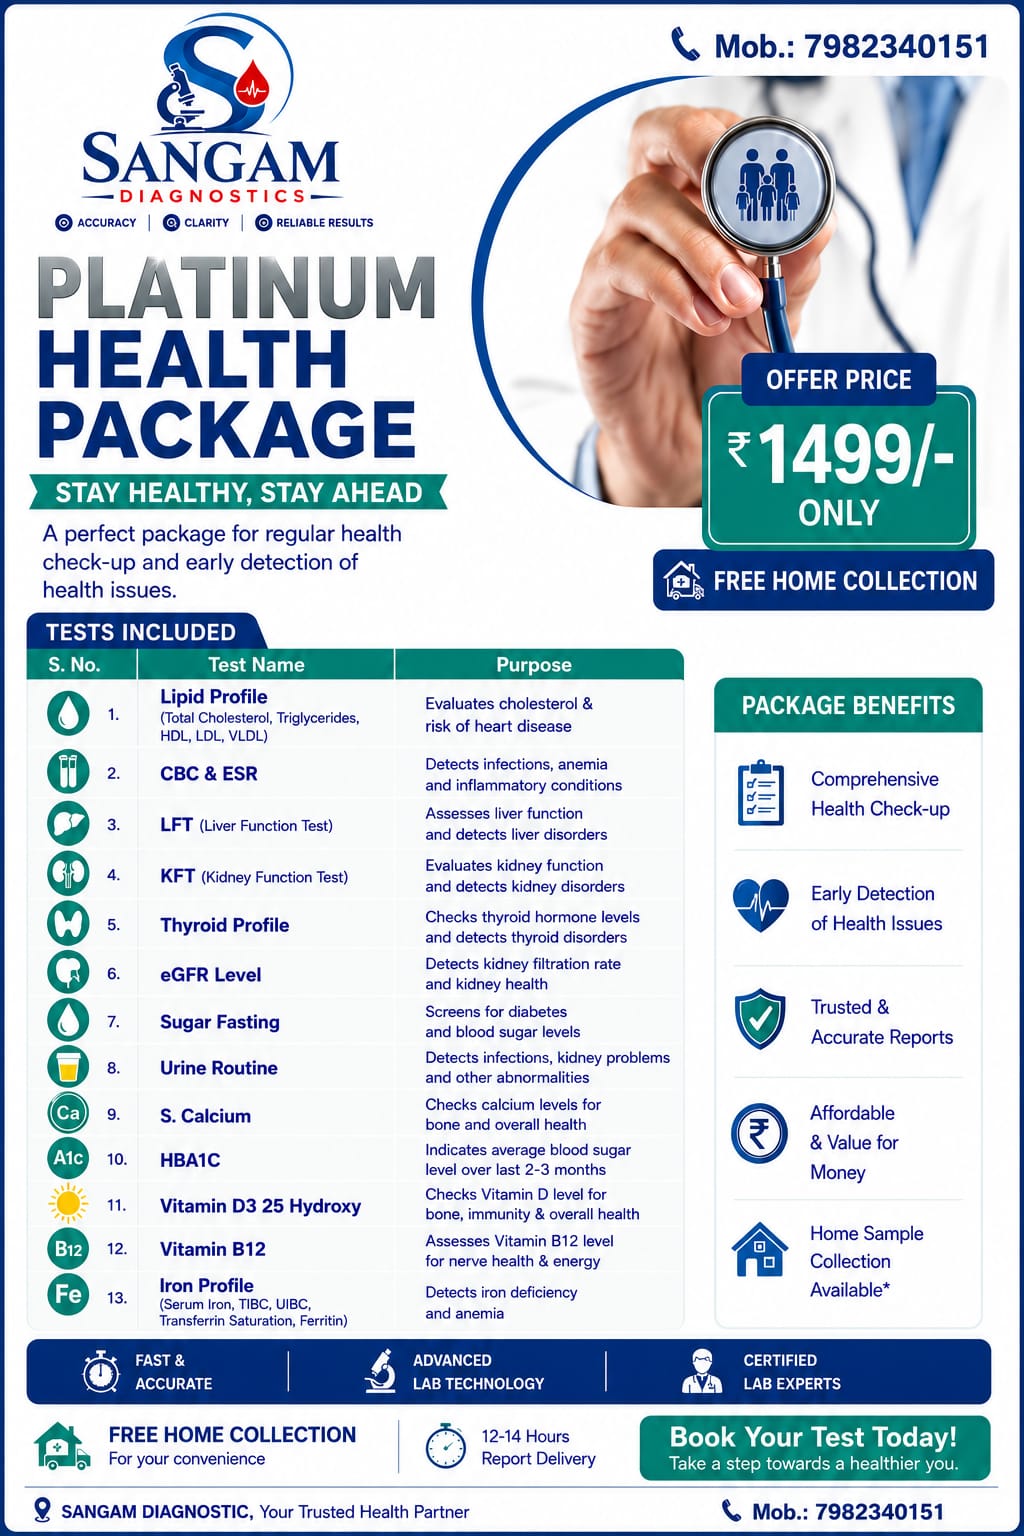 Mob.: 7982340151
SANGAM
DIAGNOSTICS
ACCURACY | CLARITY | RELIABLE RESULTS
PLATINUM
HEALTH
PACKAGE
STAY HEALTHY, STAY AHEAD
A perfect package for regular health
check-up and early detection of
health issues.
OFFER PRICE
₹1499/-
ONLY
FREE HOME COLLECTION
TESTS INCLUDED
S. No. Test Name Purpose
1. Lipid Profile
(Total Cholesterol, Triglycerides,
HDL, LDL, VLDL)
Evaluates cholesterol &
risk of heart disease
2. CBC & ESR
Detects infections, anemia
and inflammatory conditions
3. LFT (Liver Function Test)
Assesses liver function
and detects liver disorders
4. KFT (Kidney Function Test)
Evaluates kidney function
and detects kidney disorders
5. Thyroid Profile
Checks thyroid hormone levels
and detects thyroid disorders
6. eGFR Level
Detects kidney filtration rate
and kidney health
7. Sugar Fasting
Screens for diabetes
and blood sugar levels
8. Urine Routine
Detects infections, kidney problems
and other abnormalities
Ca 9. S. Calcium
Checks calcium levels for
bone and overall health
A1c 10. HBA1C
Indicates average blood sugar
level over last 2-3 months
11. Vitamin D3 25 Hydroxy
Checks Vitamin D level for
bone, immunity & overall health
B12 12. Vitamin B12
Assesses Vitamin B12 level
for nerve health & energy
Fe 13. Iron Profile
(Serum Iron, TIBC, UIBC,
Transferrin Saturation, Ferritin)
Detects iron deficiency
and anemia
PACKAGE BENEFITS
Comprehensive
Health Check-up
Early Detection
of Health Issues
Trusted &
Accurate Reports
₹
Affordable
& Value for
Money
Home Sample
Collection
Available*
FAST &
ACCURATE
ADVANCED
LAB TECHNOLOGY
CERTIFIED
LAB EXPERTS
FREE HOME COLLECTION
For your convenience
12-14 Hours
Report Delivery
Book Your Test Today!
Take a step towards a healthier you.
SANGAM DIAGNOSTIC, Your Trusted Health Partner
Mob.: 7982340151